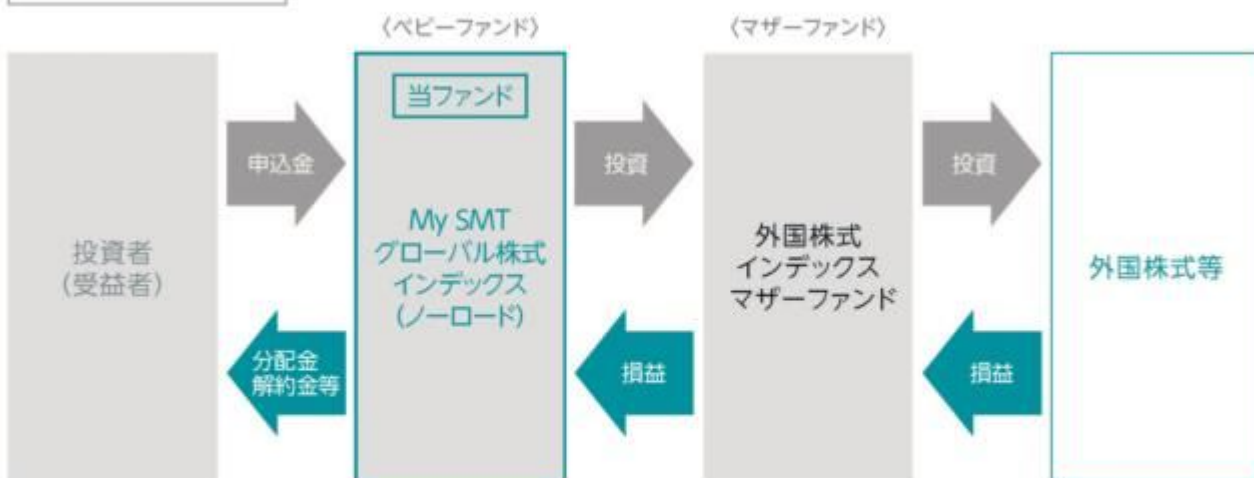 〈ベビーファンド〉
〈マザーファンド〉
投資者
(受益者)
申込金
分配金
解約金等
当ファンド
My SMT
グローバル株式
インデックス
(ノーロード)
投資
損益
外国株式
インデックス
マザーファンド
投資
損益
外国株式等